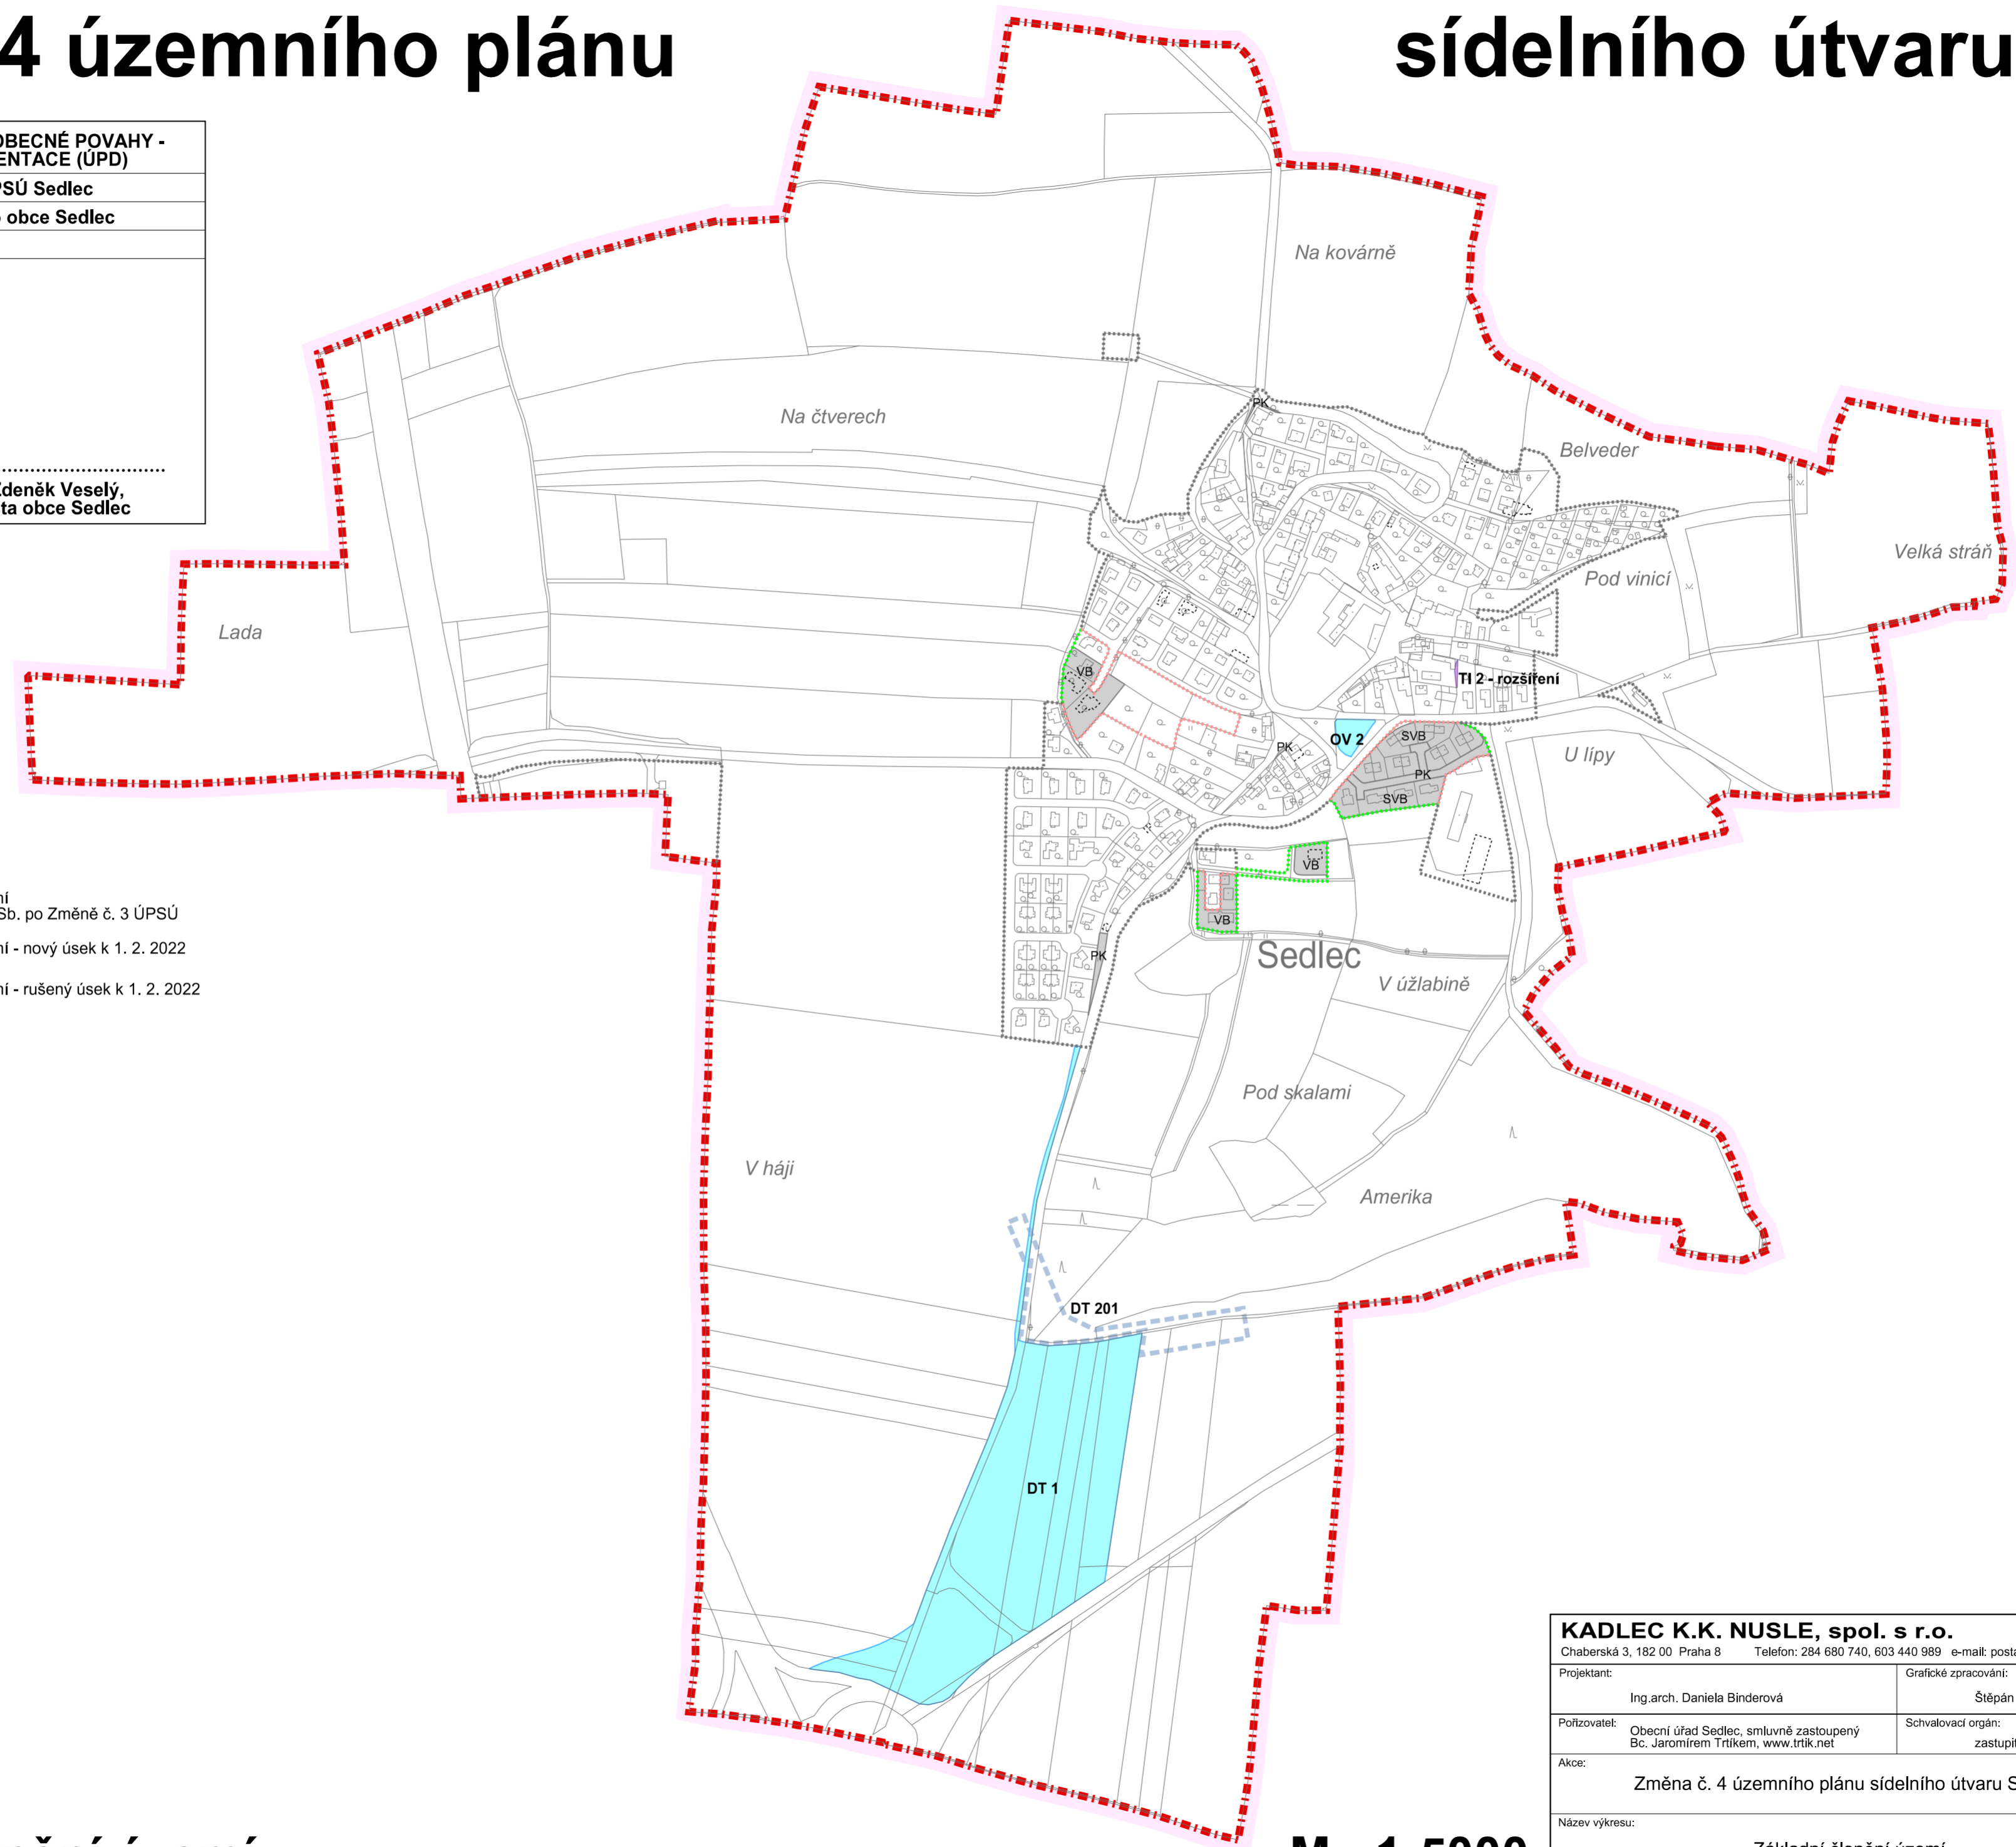 4 územního plánu
sídelního útvaru
OBECNÉ POVAHY -
ENTACE (ÚPD)
PSÚ Sedlec
obce Sedlec
Zdeněk Veselý,
ta obce Sedlec
ní
Sb. po Změně č. 3 ÚPSÚ
ní - nový úsek k 1. 2. 2022
ní - rušený úsek k 1. 2. 2022
Na kovárně
Na čtverech
PK
Belveder
Velká stráň
Pod vinicí
Lada
VB
TI 2 - rozšíření
OV 2
SVB
PK
U lípy
PK
SVB
VB
VB
Sedlec
PK
V úžlabině
Pod skalami
V háji
Amerika
DT 201
DT 1
KADLEC K.K. NUSLE, spol. s r.o.
Chaberská 3, 182 00 Praha 8 Telefon: 284 680 740, 603 440 989 e-mail: posta
Projektant:
Grafické zpracování:
Ing.arch. Daniela Binderová
Štěpán
Pořizovatel:
Obecní úřad Sedlec, smluvně zastoupený
Bc. Jaromírem Trtíkem, www.trtik.net
Schvalovací orgán:
zastupit
Akce:
Změna č. 4 územního plánu sídelního útvaru S
Název výkresu: